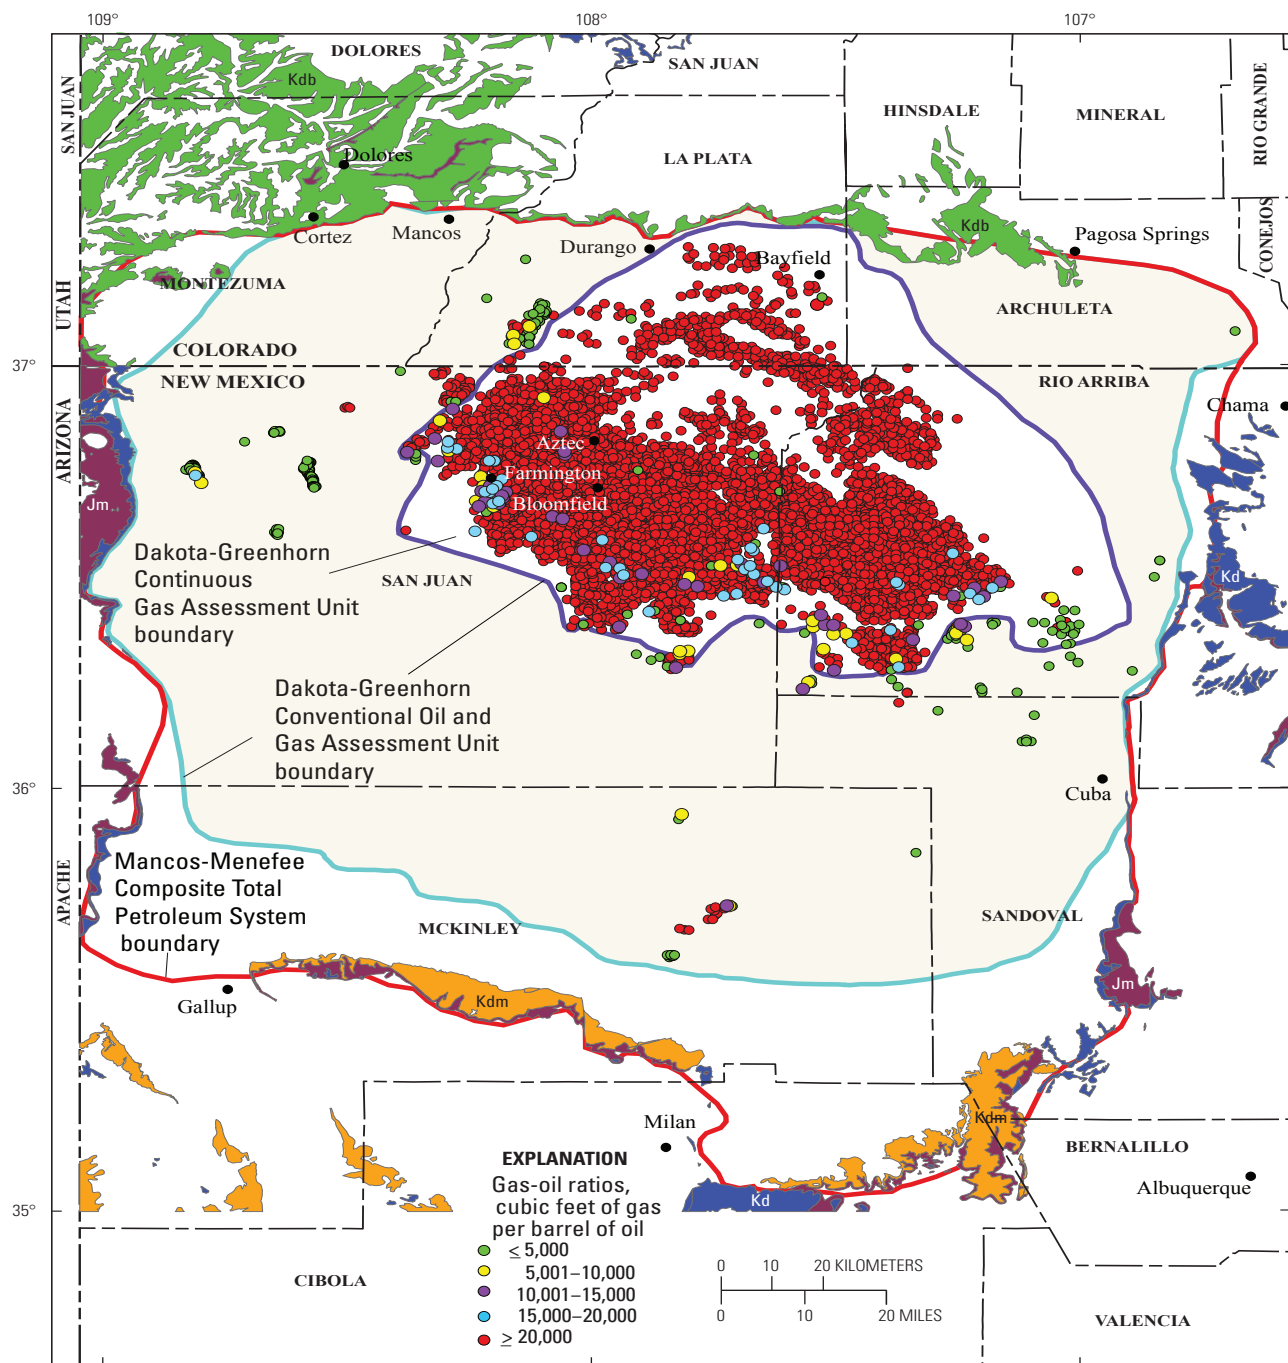 109°
108°
107°
DOLORES
SAN JUAN
Kdb
SAN JUAN
HINSDALE
MINERAL
RIO GRANDE
Dolores
LA PLATA
CONEJOS
Kdb
Cortez
Mancos
Durango
Bayfield
Pagosa Springs
MONTEZUMA
UTAH
ARCHULETA
COLORADO
37°
NEW MEXICO
RIO ARRIBA
ARIZONA
Chama
Aztec
Farmington
Bloomfield
Jm
Dakota-Greenhorn
Continuous
Gas Assessment Unit
boundary
SAN JUAN
Kd
Dakota-Greenhorn
Conventional Oil and
Gas Assessment Unit
boundary
36°
Cuba
Mancos-Menefee
Composite Total
Petroleum System
boundary
APACHE
MCKINLEY
SANDOVAL
Jm
Gallup
Kdm
Kdm
Milan
BERNALILLO
Albuquerque
35°
Kd
EXPLANATION
Gas-oil ratios,
cubic feet of gas
per barrel of oil
≤ 5,000
5,001–10,000
10,001–15,000
15,000–20,000
≥ 20,000
0 10 20 KILOMETERS
0 10 20 MILES
CIBOLA
VALENCIA